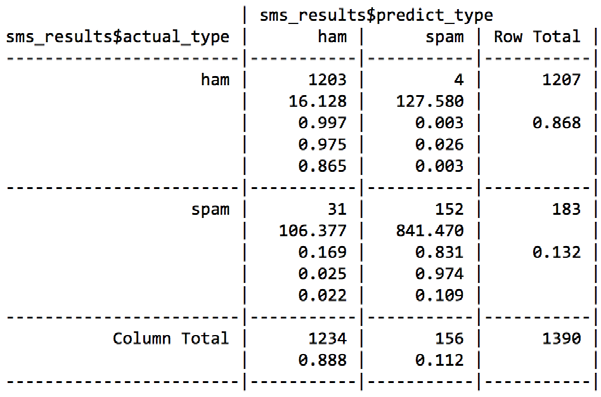 | sms_results$predict_type
sms_results$actual_type |       ham |      spam | Row Total |
------------------------|-----------|-----------|-----------|
                    ham |      1203 |         4 |      1207 |
                        |    16.128 |   127.580 |           |
                        |     0.997 |     0.003 |     0.868 |
                        |     0.975 |     0.026 |           |
                        |     0.865 |     0.003 |           |
------------------------|-----------|-----------|-----------|
                   spam |        31 |       152 |       183 |
                        |   106.377 |   841.470 |           |
                        |     0.169 |     0.831 |     0.132 |
                        |     0.025 |     0.974 |           |
                        |     0.022 |     0.109 |           |
------------------------|-----------|-----------|-----------|
           Column Total |      1234 |       156 |      1390 |
                        |     0.888 |     0.112 |           |
------------------------|-----------|-----------|-----------|